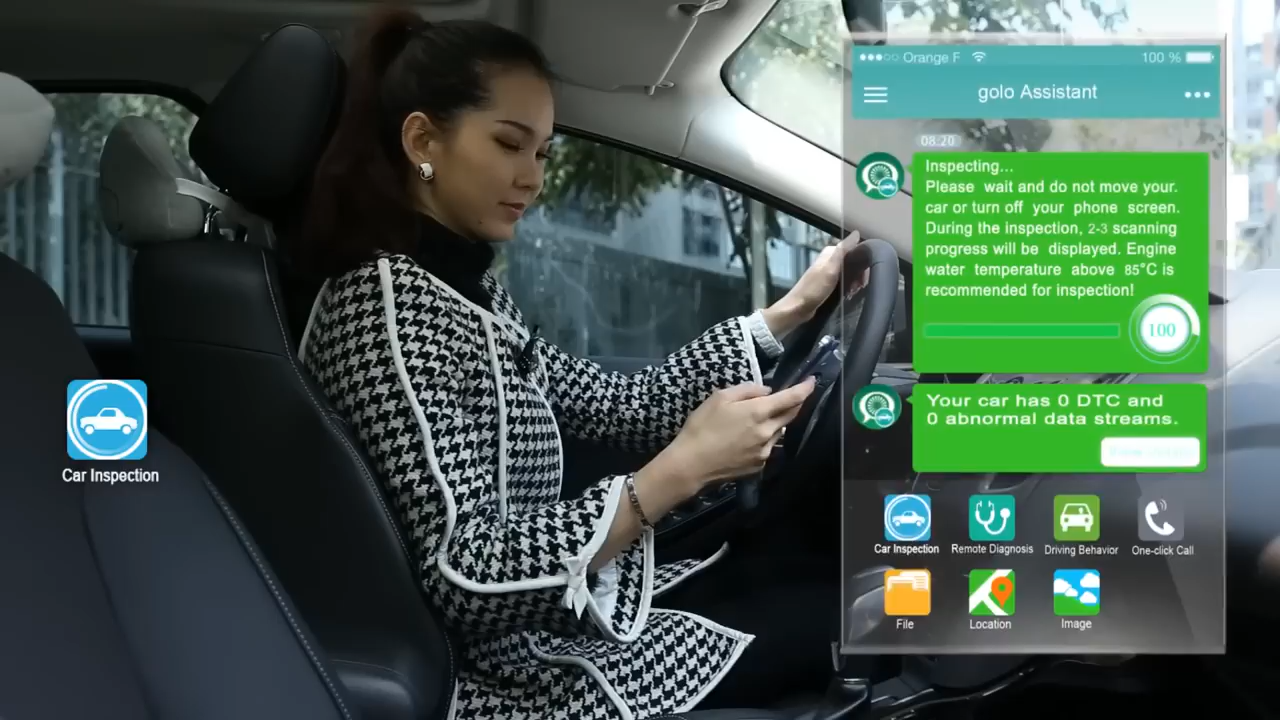 Orange F 100 %
golo Assistant
08:20
Inspecting...
Please wait and do not move your.
car or turn off your phone screen.
During the inspection, 2-3 scanning
progress will be displayed. Engine
water temperature above 85°C is
recommended for inspection!
100
Your car has 0 DTC and
0 abnormal data streams.
Car Inspection
Car Inspection Remote Diagnosis Driving Behavior One-click Call
File Location Image